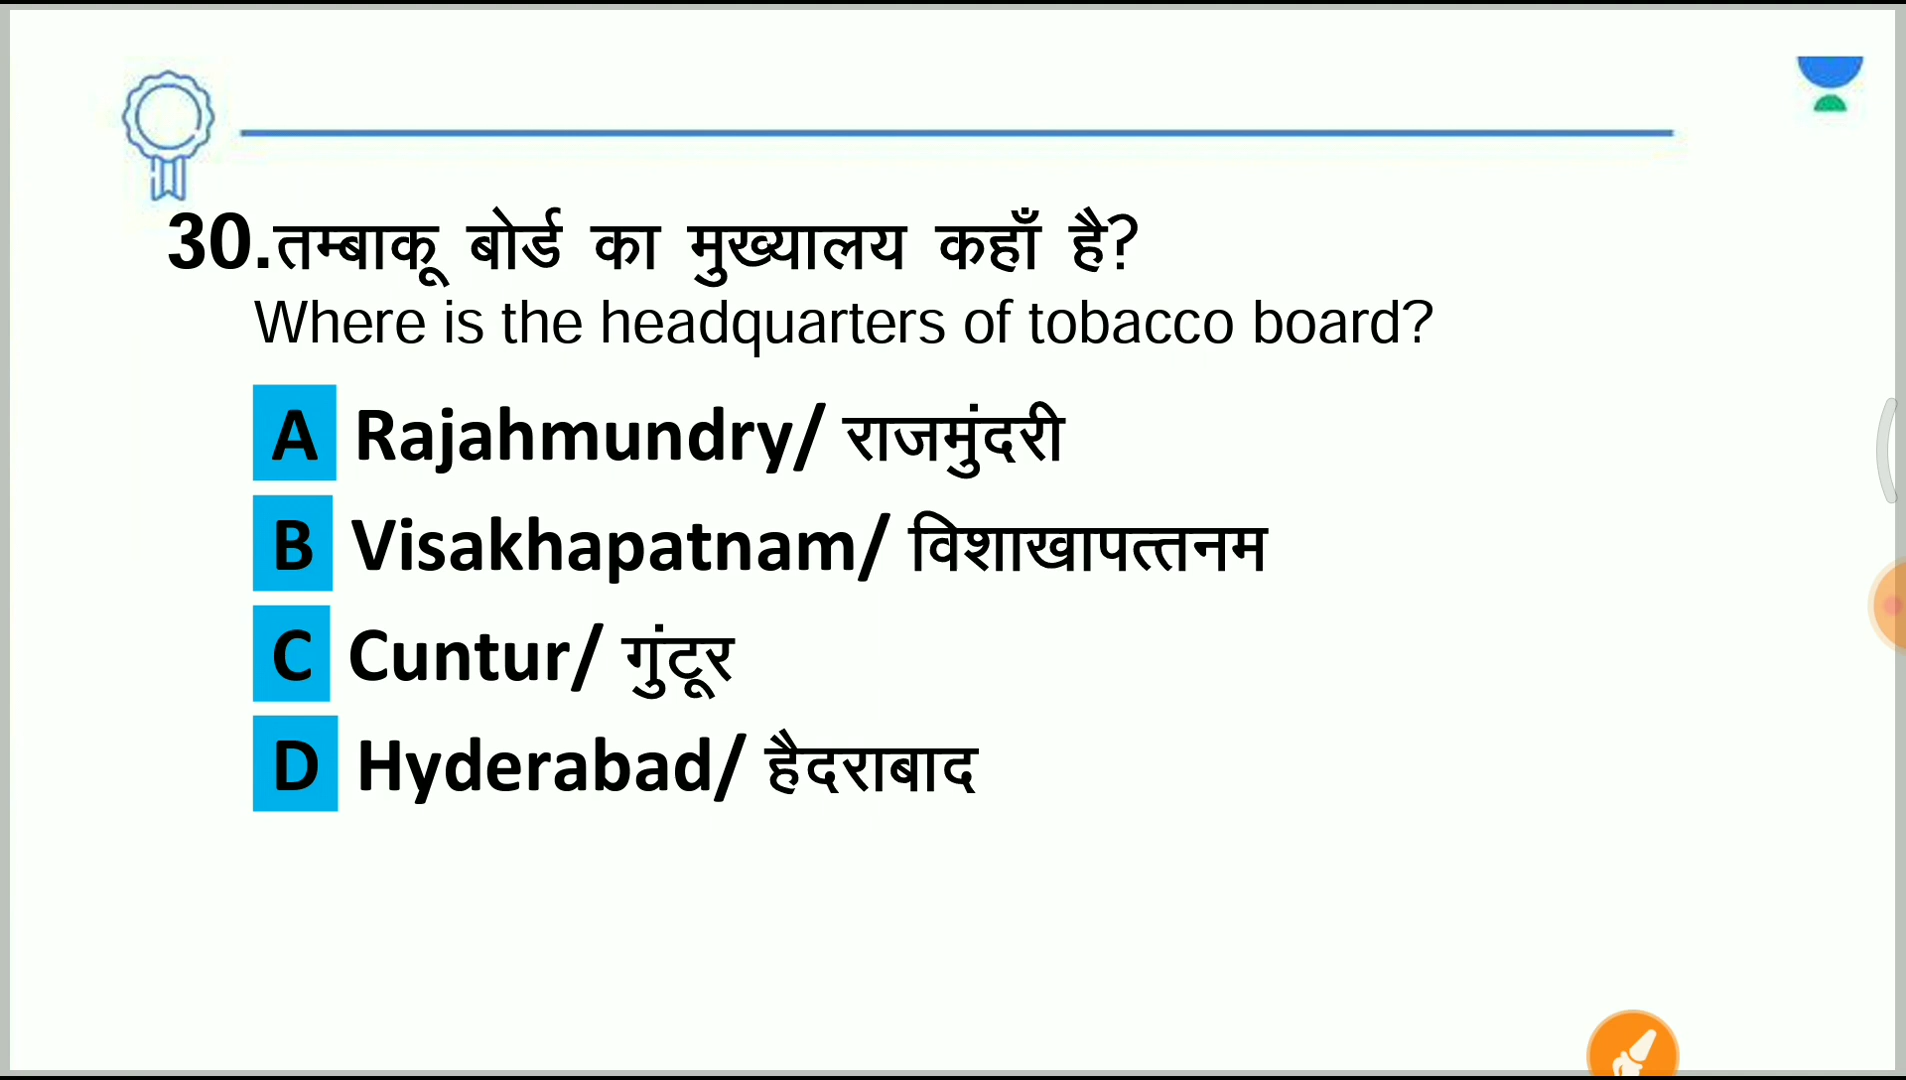 30.तम्बाकू बोर्ड का मुख्यालय कहाँ है?
Where is the headquarters of tobacco board?
A Rajahmundry/ राजमुंदरी
B Visakhapatnam/ विशाखापत्तनम
C Cuntur/ गुंटूर
D Hyderabad/ हैदराबाद